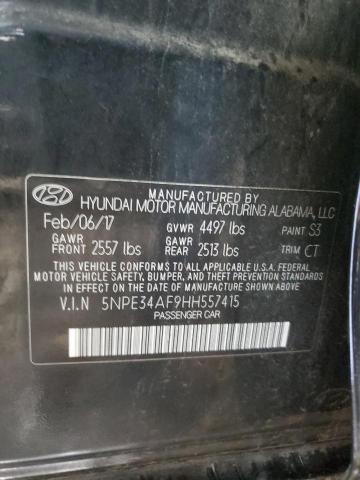 MANUFACTURED BY
HYUNDAI MOTOR MANUFACTURING ALABAMA, LLC
Feb/06/17 GVWR 4497 lbs PAINT S3
GAWR FRONT 2557 lbs GAWR REAR 2513 lbs TRIM CT
THIS VEHICLE CONFORMS TO ALL APPLICABLE U.S.A. FEDERAL
MOTOR VEHICLE SAFETY, BUMPER, AND THEFT PREVENTION STANDARDS
IN EFFECT ON THE DATE OF MANUFACTURE SHOWN ABOVE.
V.I.N 5NPE34AF9HH557415
PASSENGER CAR